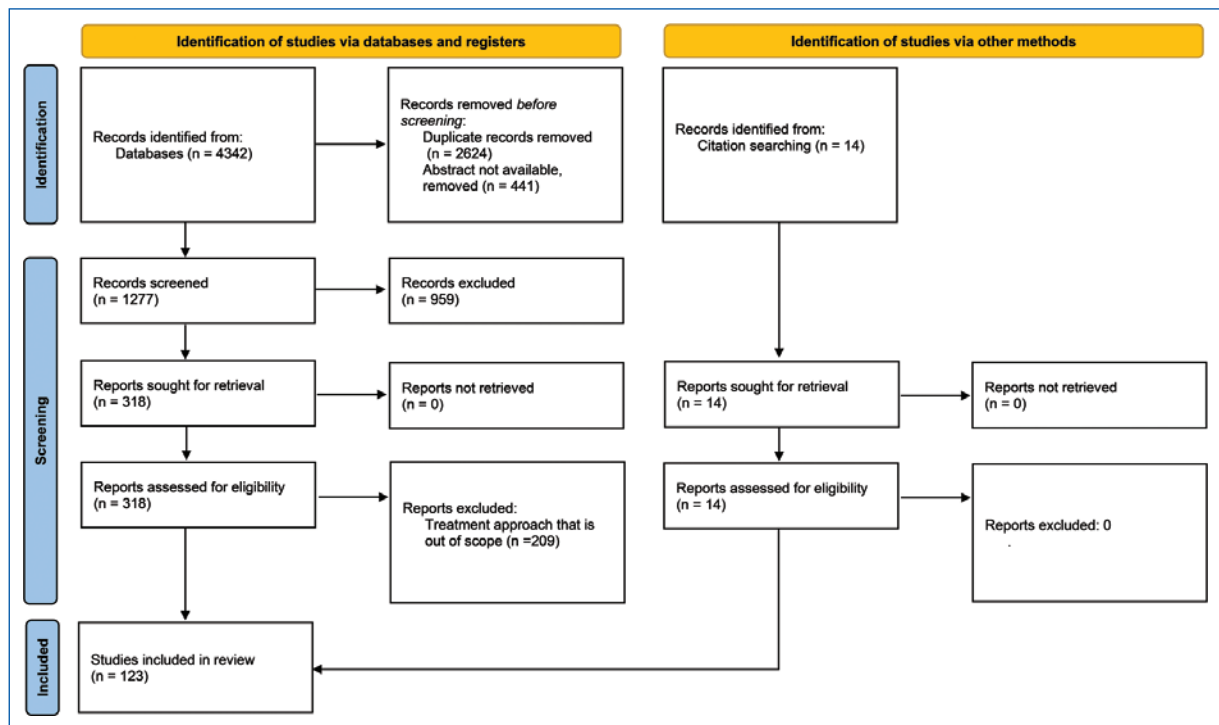 Identification of studies via databases and registers
Identification of studies via other methods
Identification
Records identified from:
Databases (n = 4342)
Records removed before
screening:
Duplicate records removed
(n = 2624)
Abstract not available,
removed (n = 441)
Records identified from:
Citation searching (n = 14)
Screening
Records screened
(n = 1277)
Records excluded
(n = 959)
Reports sought for retrieval
(n = 318)
Reports not retrieved
(n = 0)
Reports sought for retrieval
(n = 14)
Reports not retrieved
(n = 0)
Reports assessed for eligibility
(n = 318)
Reports excluded:
Treatment approach that is
out of scope (n =209)
Reports assessed for eligibility
(n = 14)
Reports excluded: 0
.
Included
Studies included in review
(n = 123)